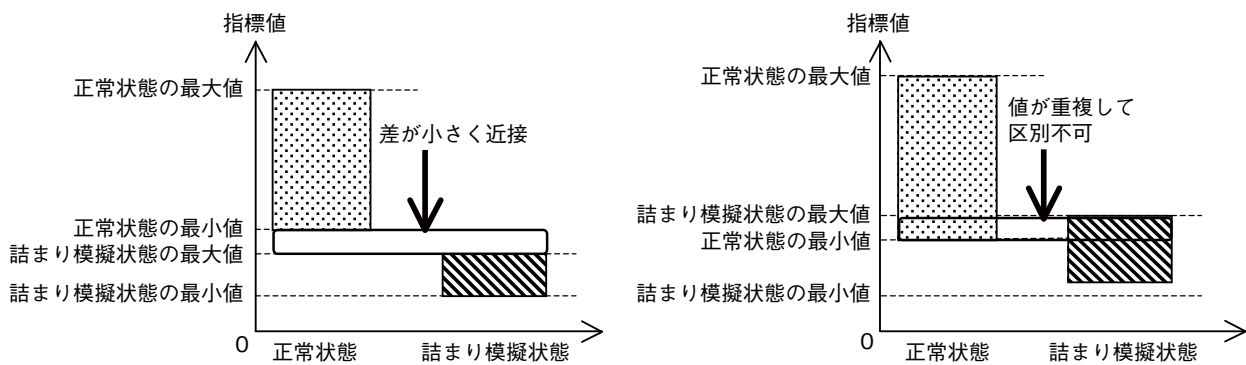 指標値
正常状態の最大値
差が小さく近接
正常状態の最小値
詰まり模擬状態の最大値
詰まり模擬状態の最小値
0
正常状態
詰まり模擬状態
指標値
正常状態の最大値
値が重複して
区別不可
詰まり模擬状態の最大値
正常状態の最小値
詰まり模擬状態の最小値
0
正常状態
詰まり模擬状態